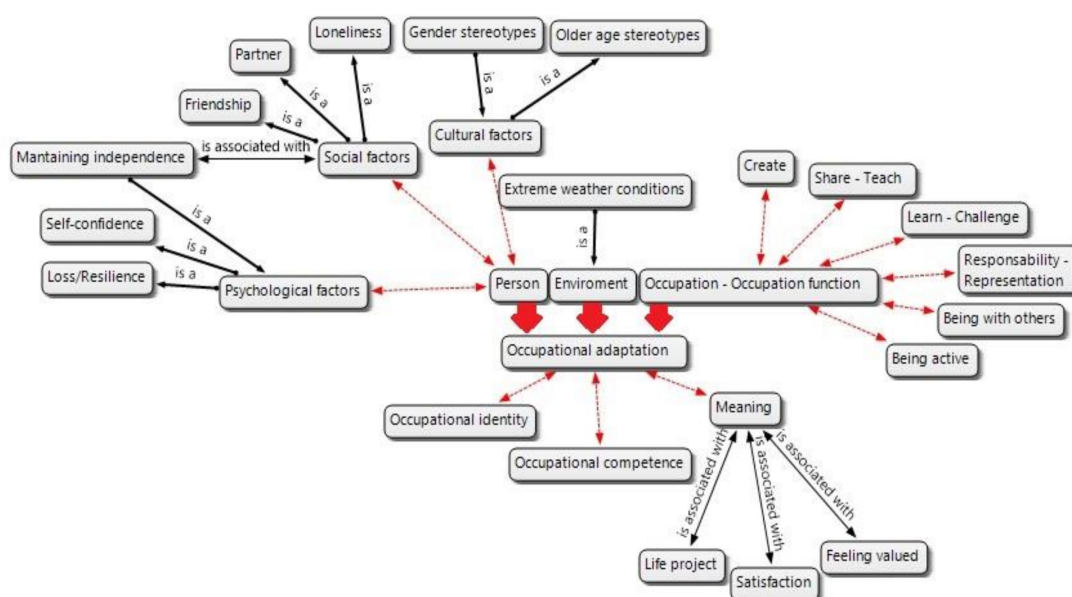 Loneliness
Gender stereotypes
Older age stereotypes
Partner
is a
is a
is a
is a
Friendship
is a
Cultural factors
Mantaining independence
is associated with
Social factors
Create
Share - Teach
Extreme weather conditions
Learn - Challenge
is a
Self-confidence
is a
is a
Loss/Resilience
is a
Psychological factors
Person
Enviroment
Occupation - Occupation function
Responsability -
Representation
Being with others
Being active
Occupational adaptation
Occupational identity
Meaning
Occupational competence
is associated with
is associated with
is associated with
Life project
Satisfaction
Feeling valued